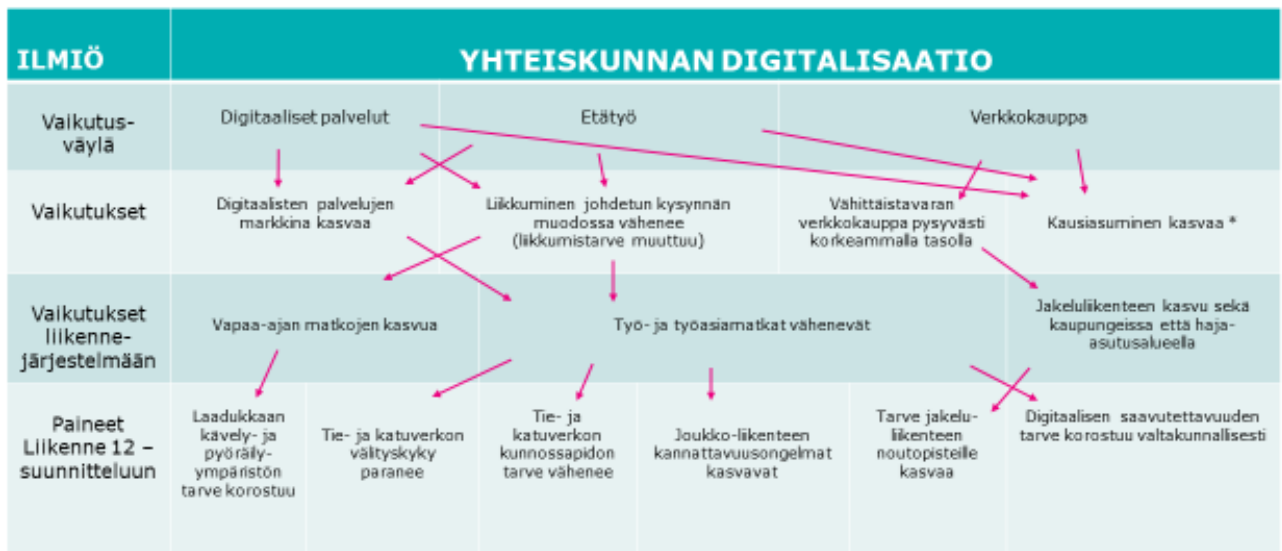 ILMIÖ
YHTEISKUNNAN DIGITALISAATIO
Vaikutus-
väylä
Digitaaliset palvelut
Etätyö
Verkkokauppa
Vaikutukset
Digitaalisten palvelujen
markkina kasvaa
Liikkuminen johdetun kysynnän
muodossa vähenee
(liikkumistarve muuttuu)
Vähittäistavaran
verkkokauppa pysyvästi
korkeammalla tasolla
Kausiasuminen kasvaa *
Vaikutukset
liikenne-
järjestelmään
Vapaa-ajan matkojen kasvua
Työ- ja työasiamatkat vähenevät
Jakeluliikenteen kasvu sekä
kaupungeissa että haja-
asutusalueella
Paineet
Liikenne 12 –
suunnitteluun
Laadukkaan
kävely- ja
pyöräily-
ympäristön
tarve korostuu
Tie- ja katuverkon
välityskyky
paranee
Tie- ja
katuverkon
kunnossapidon
tarve vähenee
Joukko-liikenteen
kannattavuusongelmat
kasvavat
Tarve jakelu-
liikenteen
noutopisteille
kasvaa
Digitaalisen saavutettavuuden
tarve korostuu valtakunnallisesti